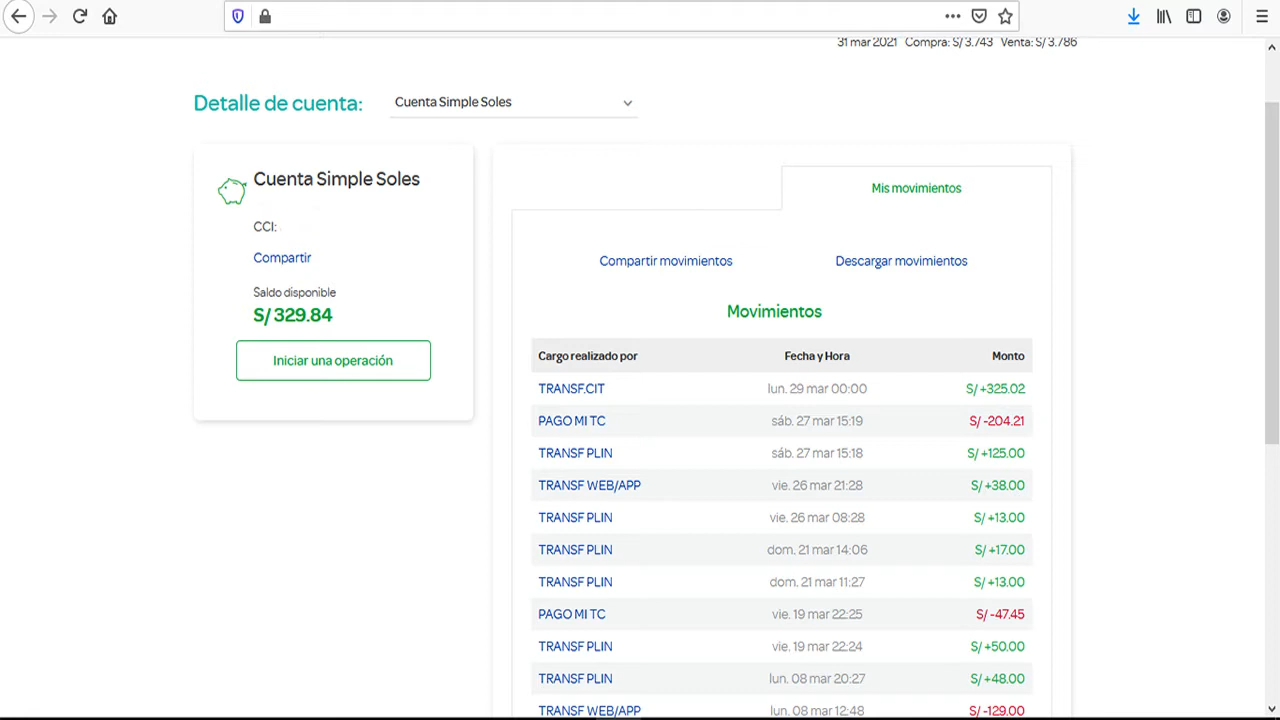 31 mar 2021 Compra: S/ 3.743 Venta: S/ 3.786
Detalle de cuenta: Cuenta Simple Soles
Cuenta Simple Soles
CCI:
Compartir
Saldo disponible
S/ 329.84
Iniciar una operación
Mis movimientos
Compartir movimientos Descargar movimientos
Movimientos
Cargo realizado por Fecha y Hora Monto
TRANSF.CIT lun. 29 mar 00:00 S/ +325.02
PAGO MI TC sáb. 27 mar 15:19 S/ -204.21
TRANSF PLIN sáb. 27 mar 15:18 S/ +125.00
TRANSF WEB/APP vie. 26 mar 21:28 S/ +38.00
TRANSF PLIN vie. 26 mar 08:28 S/ +13.00
TRANSF PLIN dom. 21 mar 14:06 S/ +17.00
TRANSF PLIN dom. 21 mar 11:27 S/ +13.00
PAGO MI TC vie. 19 mar 22:25 S/ -47.45
TRANSF PLIN vie. 19 mar 22:24 S/ +50.00
TRANSF PLIN lun. 08 mar 20:27 S/ +48.00
TRANSF WEB/APP lun. 08 mar 12:48 S/ -129.00